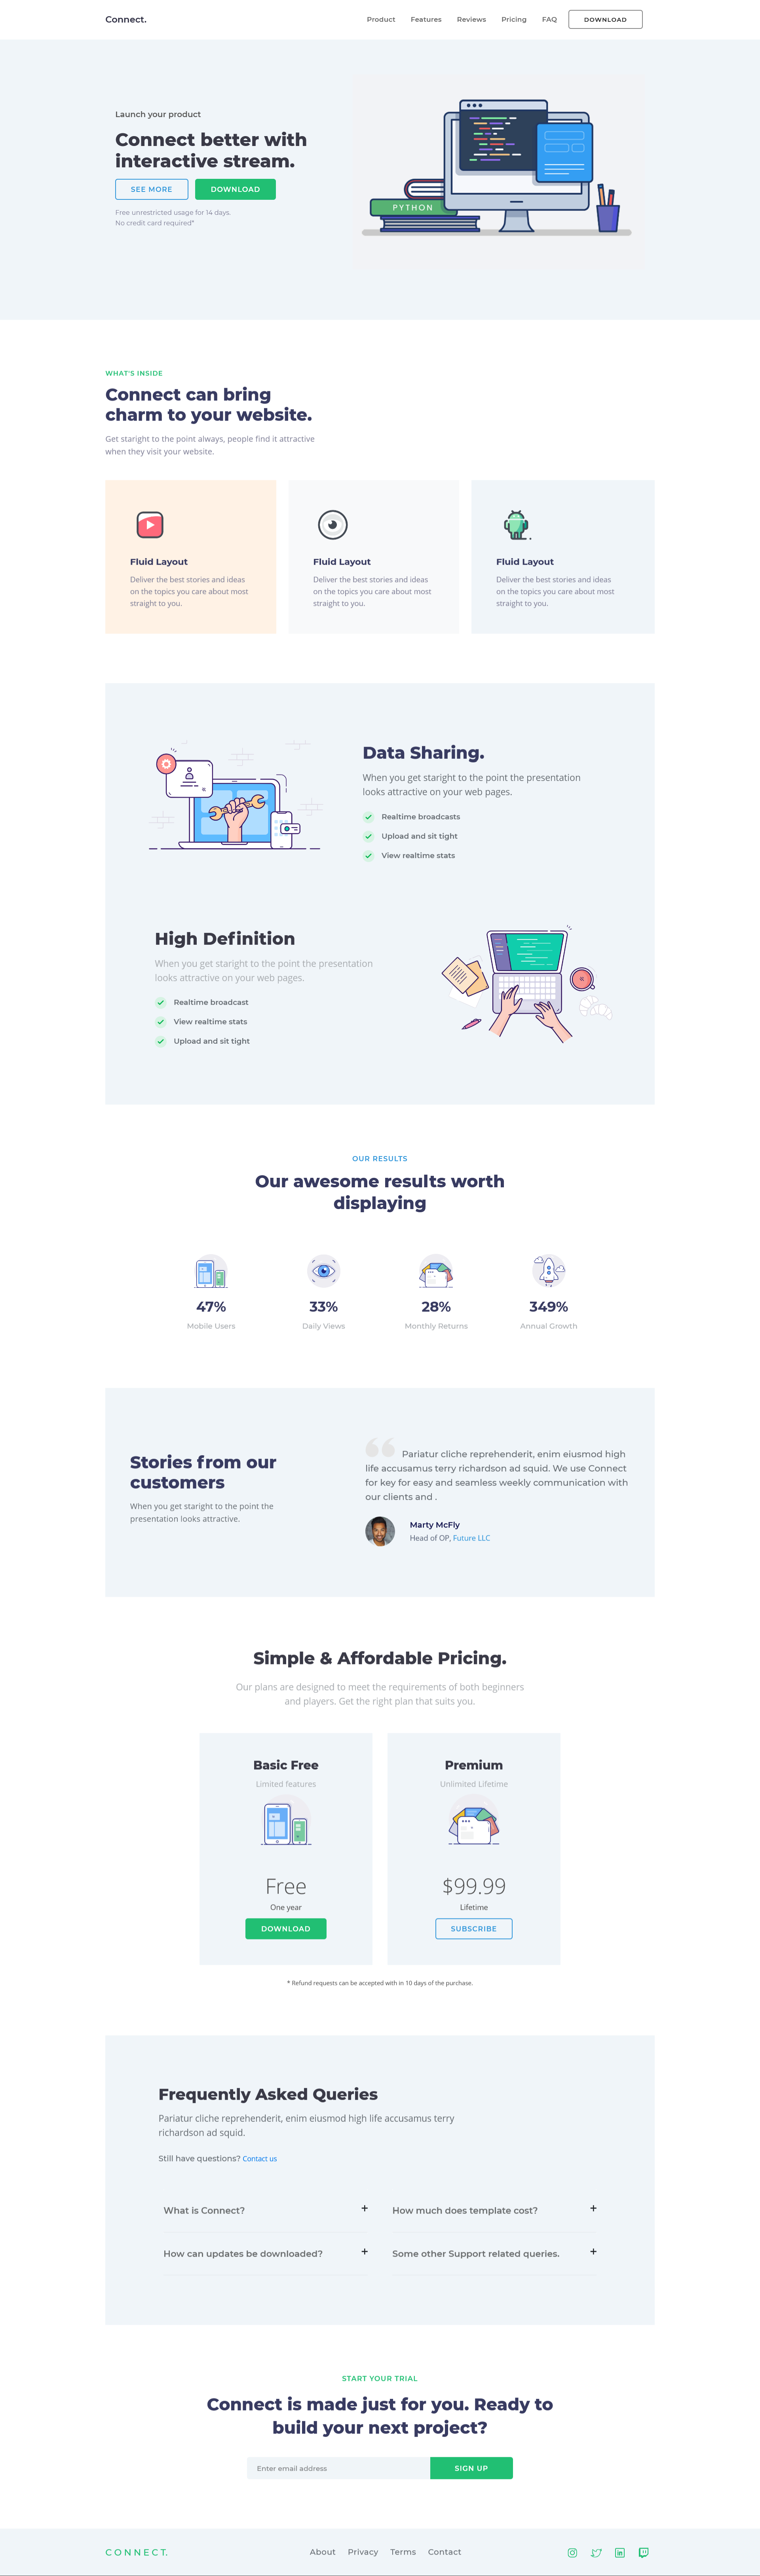 Connect.
Product Features Reviews Pricing FAQ DOWNLOAD
Launch your product
Connect better with
interactive stream.
SEE MORE DOWNLOAD
Free unrestricted usage for 14 days.
No credit card required*
PYTHON
WHAT'S INSIDE
Connect can bring
charm to your website.
Get staright to the point always, people find it attractive
when they visit your website.
Fluid Layout
Deliver the best stories and ideas
on the topics you care about most
straight to you.
Fluid Layout
Deliver the best stories and ideas
on the topics you care about most
straight to you.
Fluid Layout
Deliver the best stories and ideas
on the topics you care about most
straight to you.
Data Sharing.
When you get staright to the point the presentation
looks attractive on your web pages.
Realtime broadcasts
Upload and sit tight
View realtime stats
High Definition
When you get staright to the point the presentation
looks attractive on your web pages.
Realtime broadcast
View realtime stats
Upload and sit tight
OUR RESULTS
Our awesome results worth
displaying
47%
Mobile Users
33%
Daily Views
28%
Monthly Returns
349%
Annual Growth
Stories from our
customers
When you get staright to the point the
presentation looks attractive.
“ Pariatur cliche reprehenderit, enim eiusmod high
life accusamus terry richardson ad squid. We use Connect
for key for easy and seamless weekly communication with
our clients and .
Marty McFly
Head of OP, Future LLC
Simple & Affordable Pricing.
Our plans are designed to meet the requirements of both beginners
and players. Get the right plan that suits you.
Basic Free
Limited features
Free
One year
DOWNLOAD
Premium
Unlimited Lifetime
$99.99
Lifetime
SUBSCRIBE
* Refund requests can be accepted with in 10 days of the purchase.
Frequently Asked Queries
Pariatur cliche reprehenderit, enim eiusmod high life accusamus terry
richardson ad squid.
Still have questions? Contact us
What is Connect? +
How much does template cost? +
How can updates be downloaded? +
Some other Support related queries. +
START YOUR TRIAL
Connect is made just for you. Ready to
build your next project?
Enter email address SIGN UP
CONNECT.
About Privacy Terms Contact